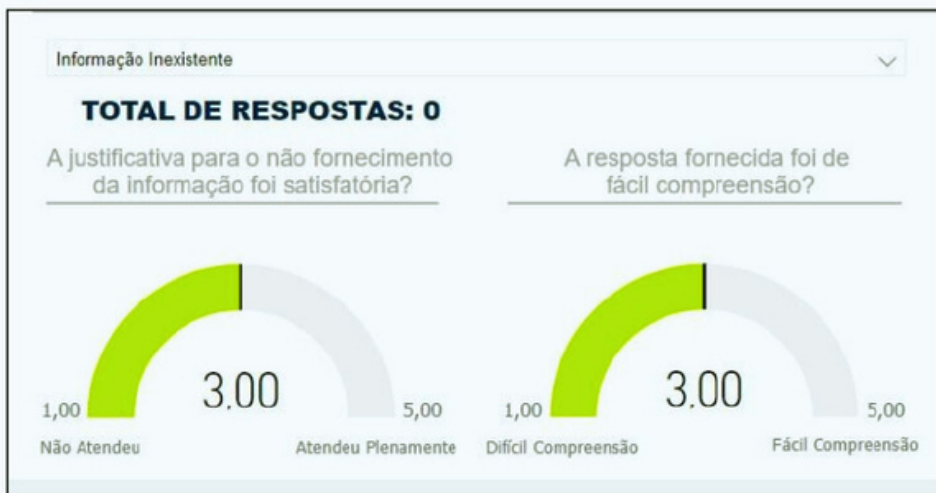 Informação Inexistente
TOTAL DE RESPOSTAS: 0
A justificativa para o não fornecimento
da informação foi satisfatória?
3,00
1,00
5,00
Não Atendeu
Atendeu Plenamente
A resposta fornecida foi de
fácil compreensão?
3,00
1,00
5,00
Difícil Compreensão
Fácil Compreensão